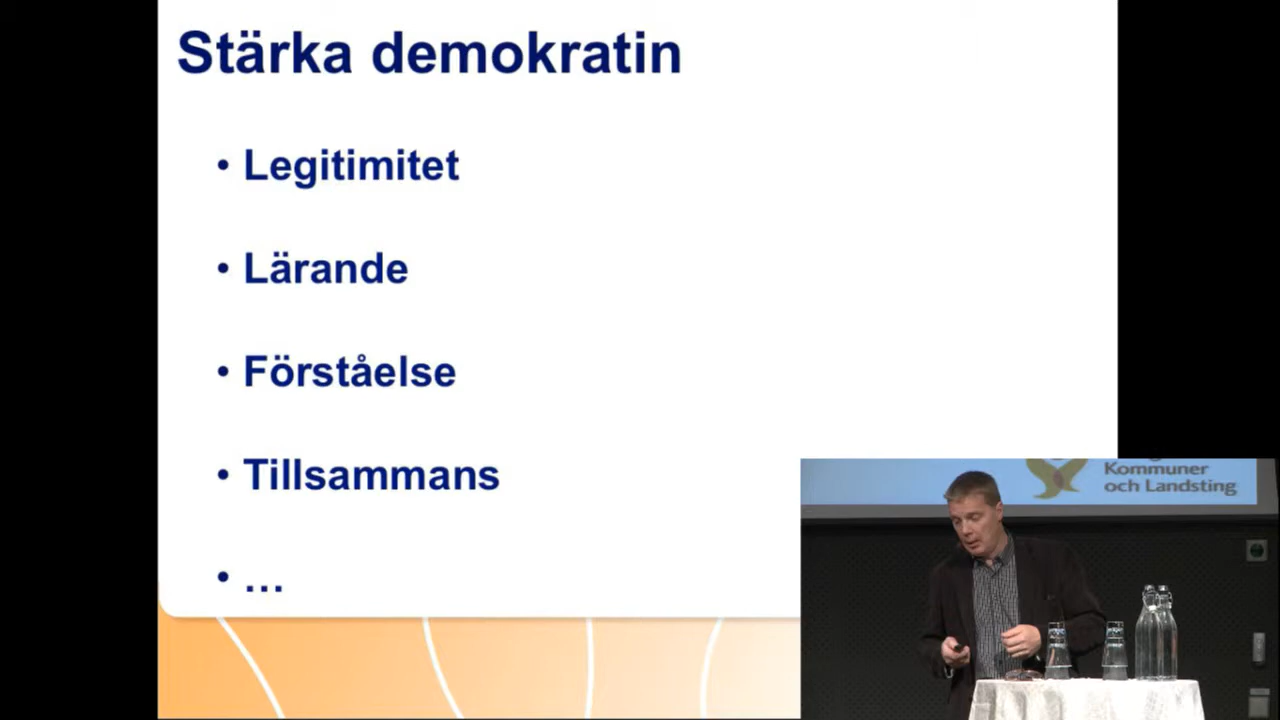 Stärka demokratin
• Legitimitet
• Lärande
• Förståelse
• Tillsammans
• …
Kommuner
och Landsting